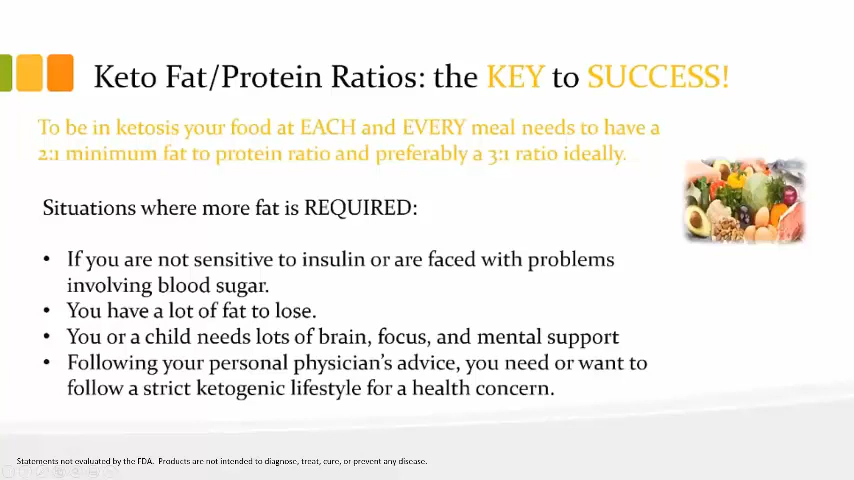 Keto Fat/Protein Ratios: the KEY to SUCCESS!
To be in ketosis your food at EACH and EVERY meal needs to have a
2:1 minimum fat to protein ratio and preferably a 3:1 ratio ideally.
Situations where more fat is REQUIRED:
• If you are not sensitive to insulin or are faced with problems
involving blood sugar.
• You have a lot of fat to lose.
• You or a child needs lots of brain, focus, and mental support
• Following your personal physician's advice, you need or want to
follow a strict ketogenic lifestyle for a health concern.
Statements not evaluated by the FDA. Products are not intended to diagnose, treat, cure, or prevent any disease.